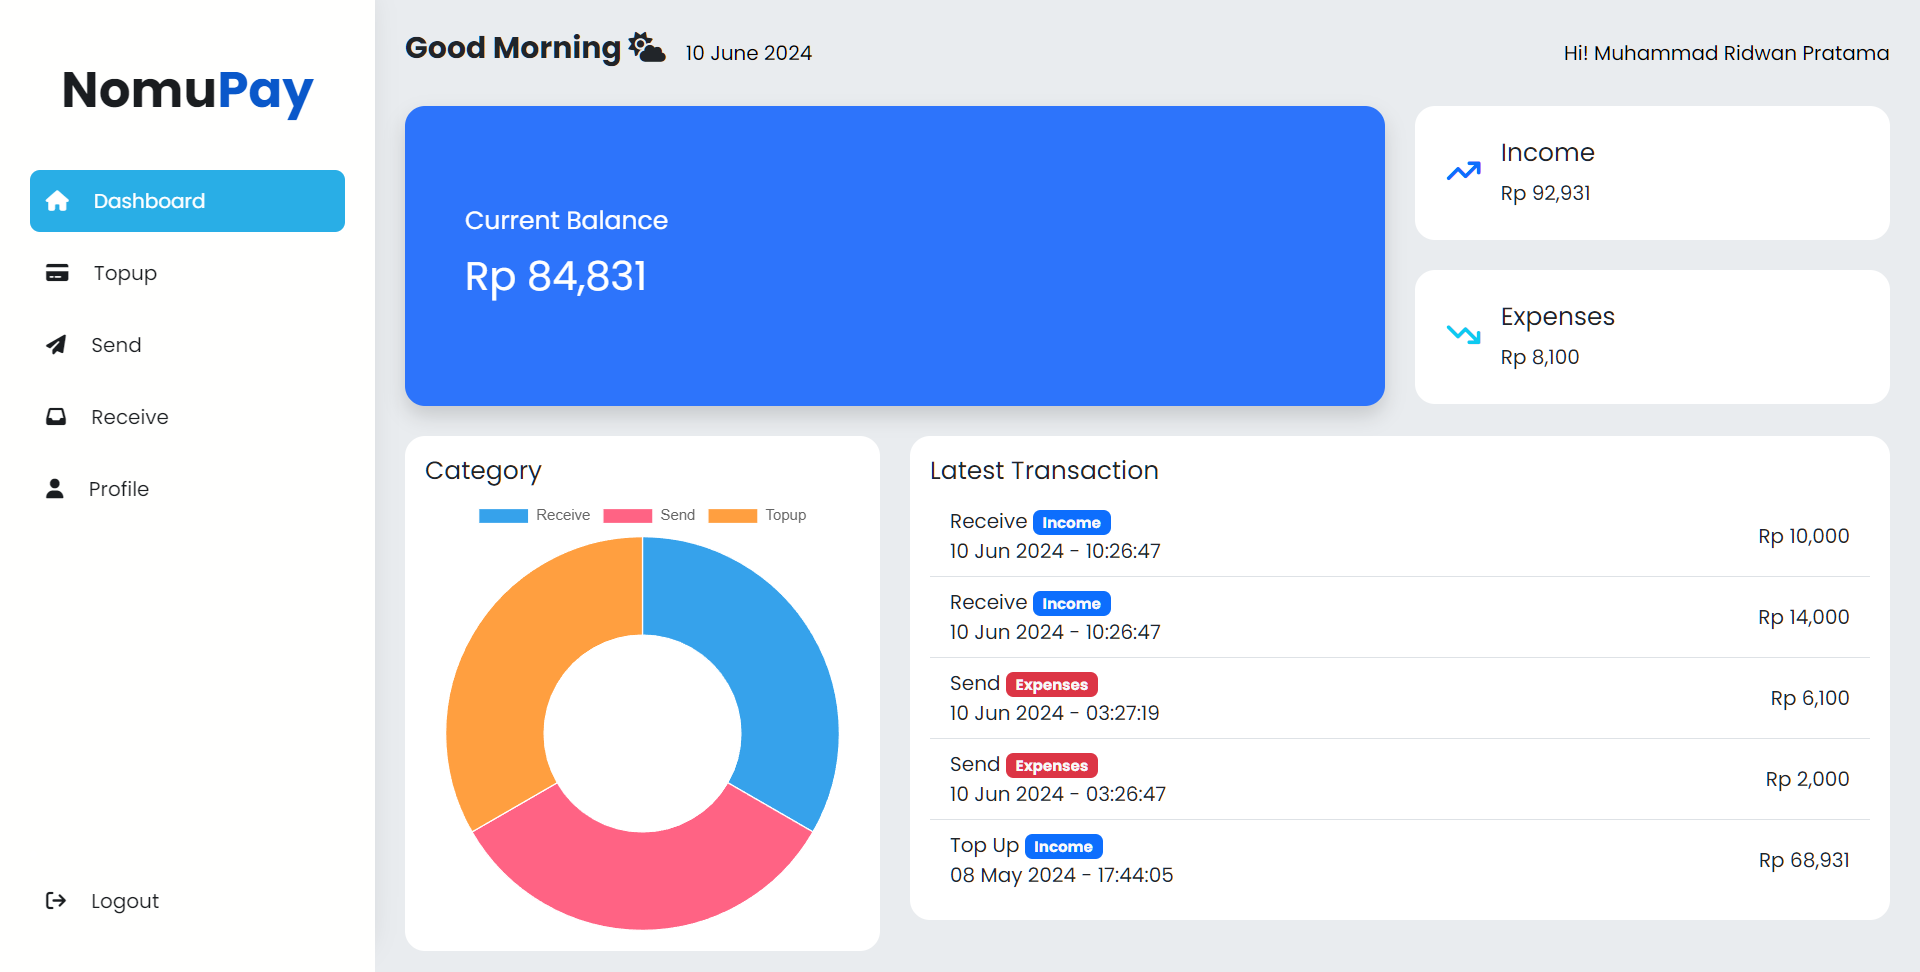 NomuPay
Dashboard
Topup
Send
Receive
Profile
Logout
Good Morning 10 June 2024
Hi! Muhammad Ridwan Pratama
Current Balance
Rp 84,831
Income
Rp 92,931
Expenses
Rp 8,100
Category
Receive Send Topup
Latest Transaction
Receive Income
10 Jun 2024 - 10:26:47
Rp 10,000
Receive Income
10 Jun 2024 - 10:26:47
Rp 14,000
Send Expenses
10 Jun 2024 - 03:27:19
Rp 6,100
Send Expenses
10 Jun 2024 - 03:26:47
Rp 2,000
Top Up Income
08 May 2024 - 17:44:05
Rp 68,931